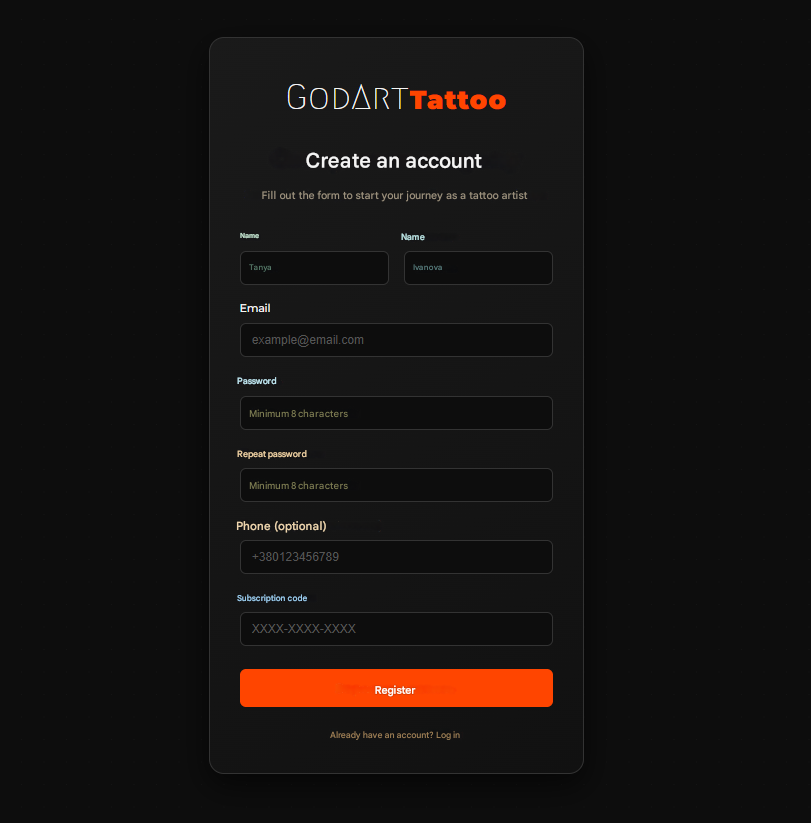 GODARTTattoo
Create an account
Fill out the form to start your journey as a tattoo artist
Name Name
Tanya Ivanova
Email
example@email.com
Password
Minimum 8 characters
Repeat password
Minimum 8 characters
Phone (optional)
+380123456789
Subscription code
XXXX-XXXX-XXXX
Register
Already have an account? Log in